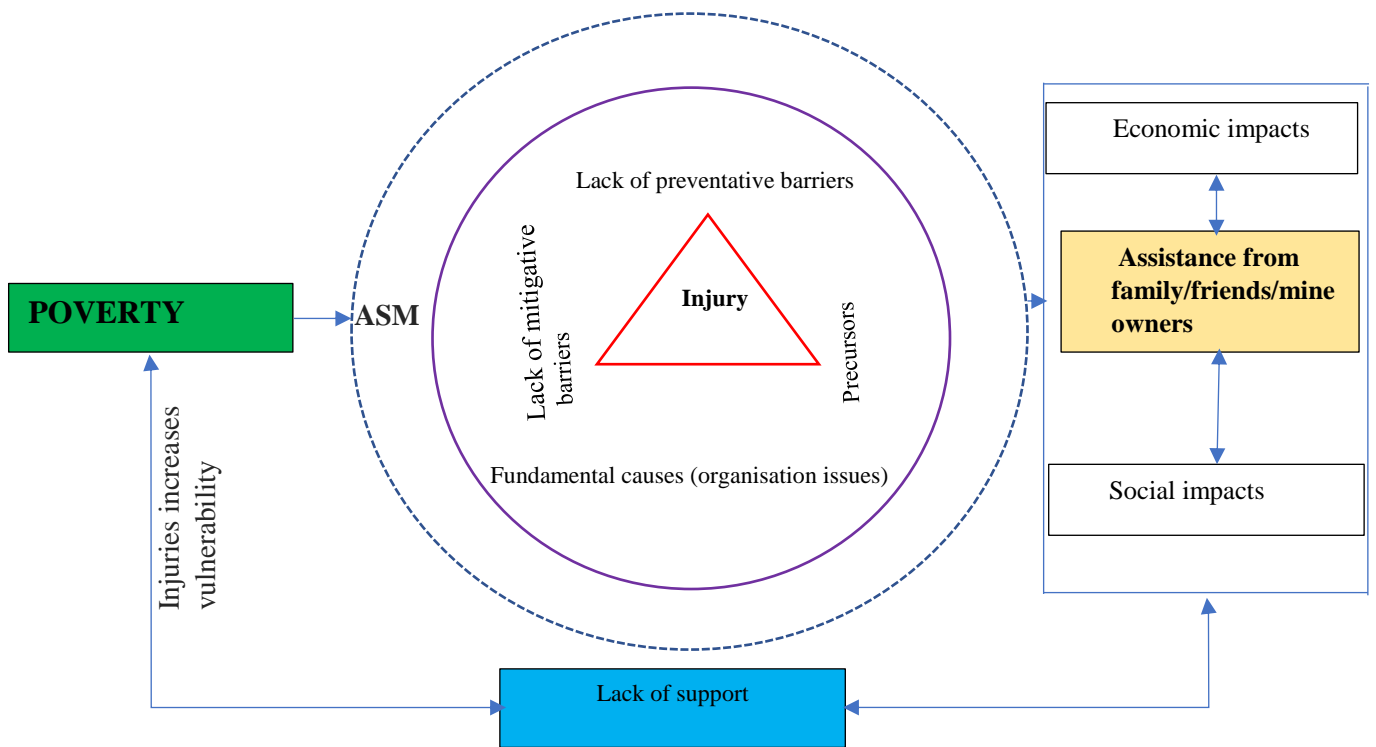 POVERTY
ASM
Lack of preventative barriers
Lack of mitigative
barriers
Injury
Precursors
Fundamental causes (organisation issues)
Economic impacts
Assistance from
family/friends/mine
owners
Social impacts
Injuries increases
vulnerability
Lack of support